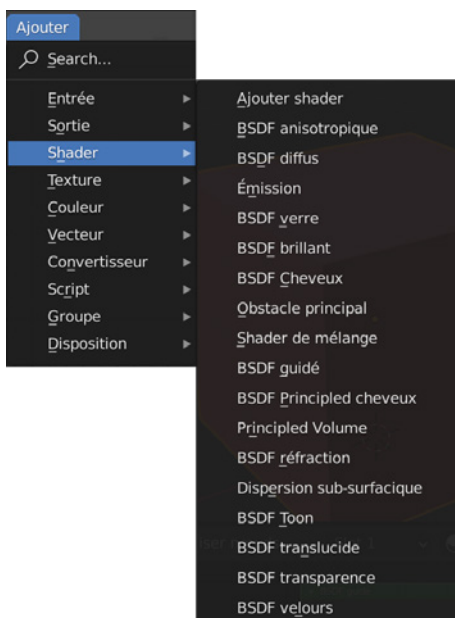 Ajouter
Search...
Entrée
Sortie
Shader
Texture
Couleur
Vecteur
Convertisseur
Script
Groupe
Disposition
Ajouter shader
BSDF anisotropique
BSDF diffus
Émission
BSDF verre
BSDF brillant
BSDF Cheveux
Obstacle principal
Shader de mélange
BSDF guidé
BSDF Principled cheveux
Principled Volume
BSDF réfraction
Dispersion sub-surfacique
BSDF Toon
BSDF translucide
BSDF transparence
BSDF velours